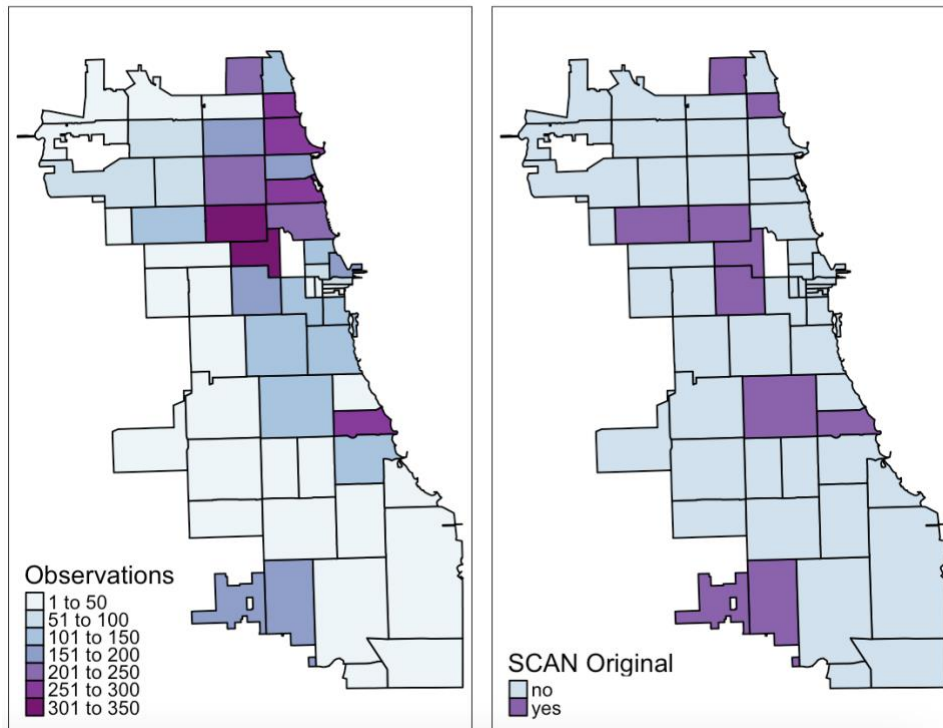 Observations
1 to 50
51 to 100
101 to 150
151 to 200
201 to 250
251 to 300
301 to 350
SCAN Original
no
yes